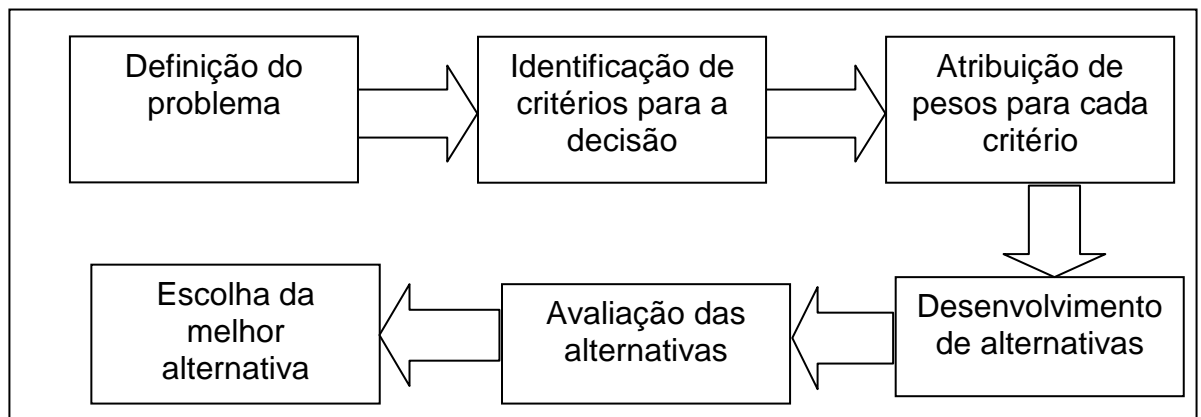 Definição do
problema
Identificação de
critérios para a
decisão
Atribuição de
pesos para cada
critério
Desenvolvimento
de alternativas
Avaliação das
alternativas
Escolha da
melhor
alternativa